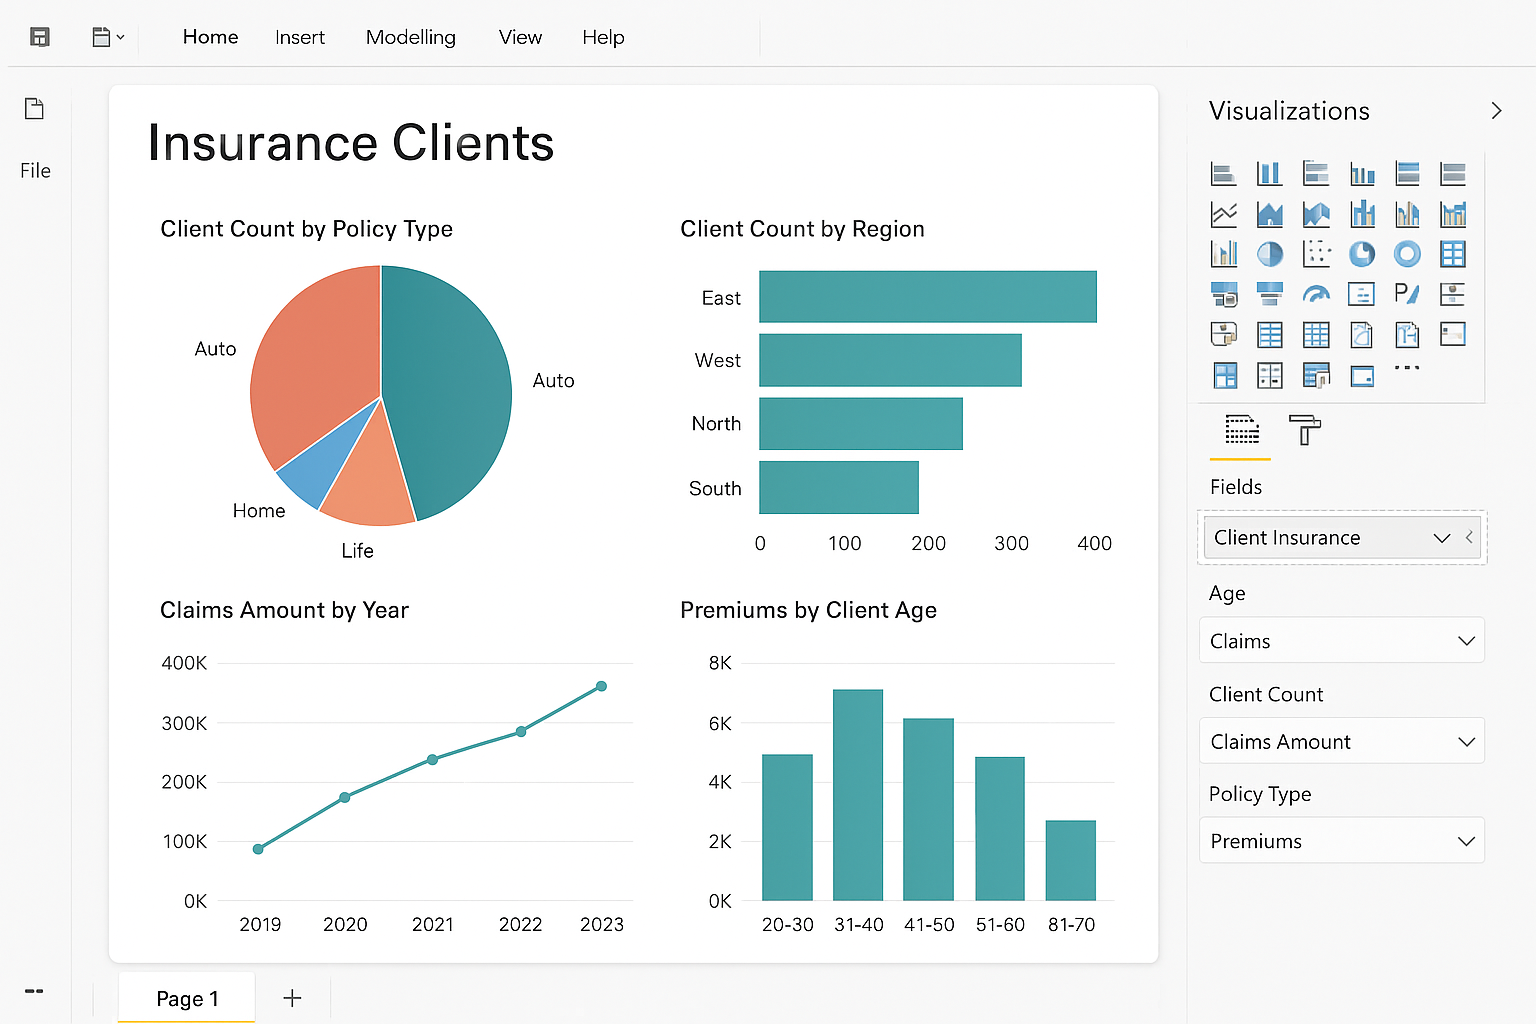 Home Insert Modelling View Help
File
Insurance Clients
Client Count by Policy Type
Auto
Auto
Home
Life
Client Count by Region
East
West
North
South
0 100 200 300 400
Claims Amount by Year
400K
300K
200K
100K
0K
2019 2020 2021 2022 2023
Premiums by Client Age
8K
6K
4K
2K
0K
20-30 31-40 41-50 51-60 81-70
Page 1
Visualizations
Fields
Client Insurance
Age
Claims
Client Count
Claims Amount
Policy Type
Premiums